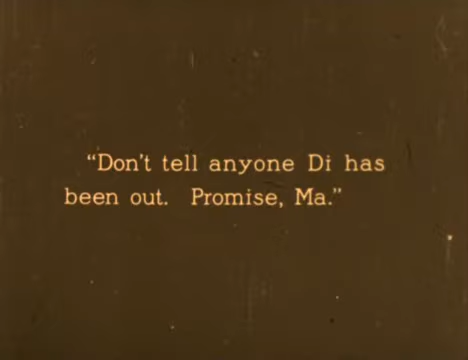 “Don't tell anyone Di has
been out. Promise, Ma.”